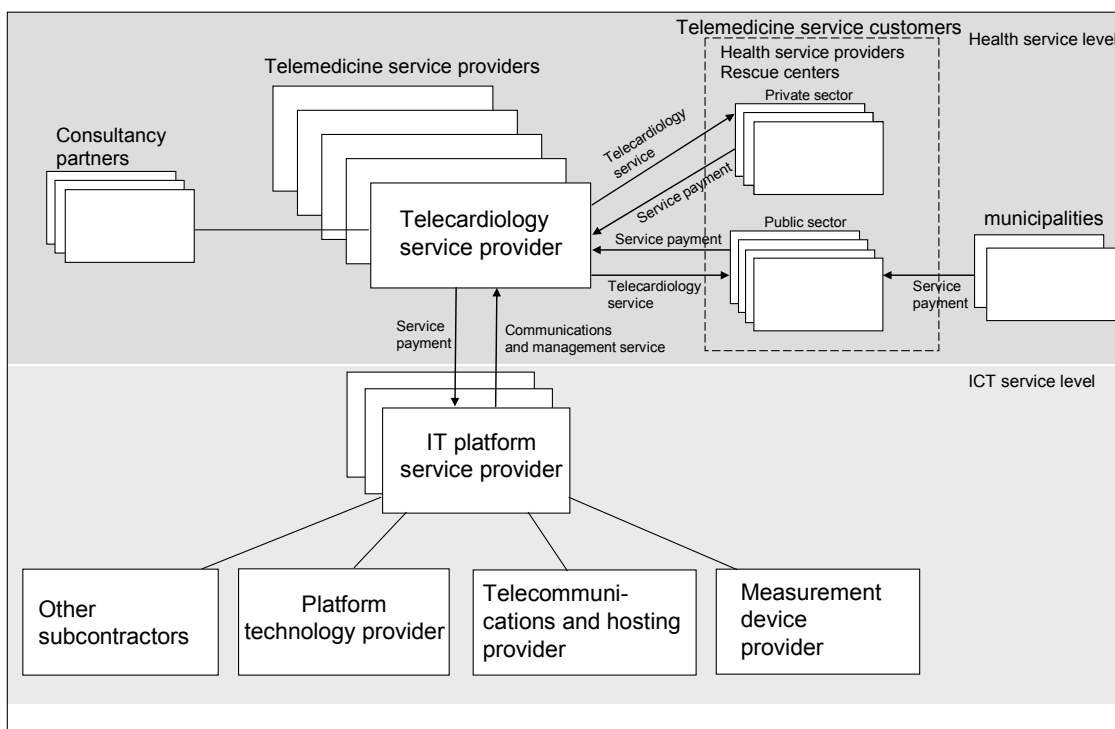 Telemedicine service customers
Health service level
Health service providers
Rescue centers
Telemedicine service providers
Private sector
Consultancy
partners
Telecardiology
service
Service payment
Telecardiology
service provider
Public sector
municipalities
Service payment
Telecardiology
service
Service
payment
Service
payment
Communications
and management service
ICT service level
IT platform
service provider
Other
subcontractors
Platform
technology provider
Telecommuni-
cations and hosting
provider
Measurement
device
provider